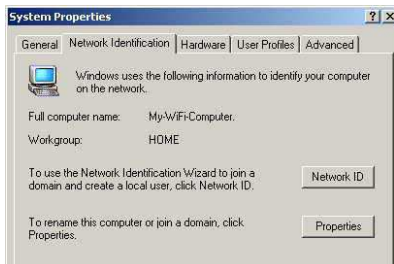 System Properties
General Network Identification Hardware User Profiles Advanced
Windows uses the following information to identify your computer
on the network.
Full computer name: My-WiFi-Computer.
Workgroup: HOME
To use the Network Identification Wizard to join a
domain and create a local user, click Network ID.
Network ID
To rename this computer or join a domain, click
Properties.
Properties